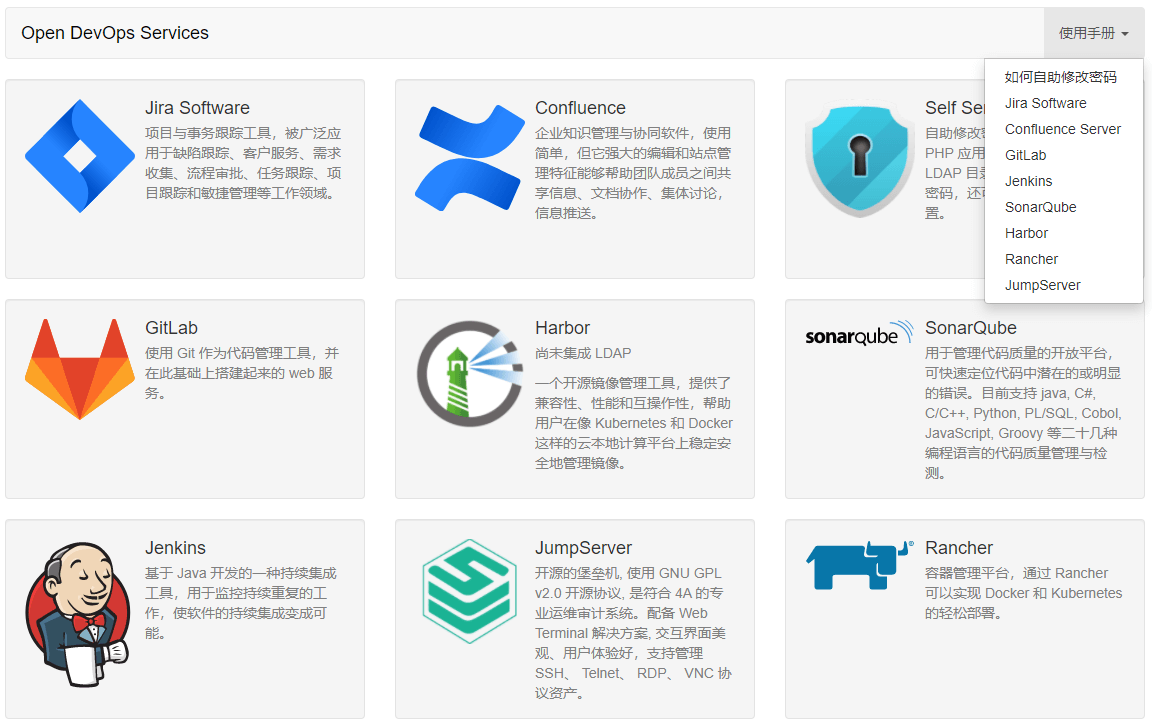 Open DevOps Services
使用手册
如何自助修改密码
Jira Software
Confluence Server
GitLab
Jenkins
SonarQube
Harbor
Rancher
JumpServer
Jira Software
项目与事务跟踪工具，被广泛应
用于缺陷跟踪、客户服务、需求
收集、流程审批、任务跟踪、项
目跟踪和敏捷管理等工作领域。
Confluence
企业知识管理与协同软件，使用
简单，但它强大的编辑和站点管
理特征能够帮助团队成员之间共
享信息、文档协作、集体讨论，
信息推送。
Self
自助修改
PHP 应用
LDAP 目
密码，还
置。
GitLab
使用 Git 作为代码管理工具，并
在此基础上搭建起来的 web 服
务。
Harbor
尚未集成 LDAP
一个开源镜像管理工具，提供了
兼容性、性能和互操作性，帮助
用户在像 Kubernetes 和 Docker
这样的云本地计算平台上稳定安
全地管理镜像。
sonarqube
SonarQube
用于管理代码质量的开放平台，
可快速定位代码中潜在的或明显
的错误。目前支持 java, C#,
C/C++, Python, PL/SQL, Cobol,
JavaScript, Groovy 等二十几种
编程语言的代码质量管理与检
测。
Jenkins
基于 Java 开发的一种持续集成
工具，用于监控持续重复的工
作，使软件的持续集成变成可
能。
JumpServer
开源的堡垒机, 使用 GNU GPL
v2.0 开源协议, 是符合 4A 的专
业运维审计系统。配备 Web
Terminal 解决方案, 交互界面美
观、用户体验好，支持管理
SSH、 Telnet、 RDP、 VNC 协
议资产。
Rancher
容器管理平台，通过 Rancher
可以实现 Docker 和 Kubernetes
的轻松部署。